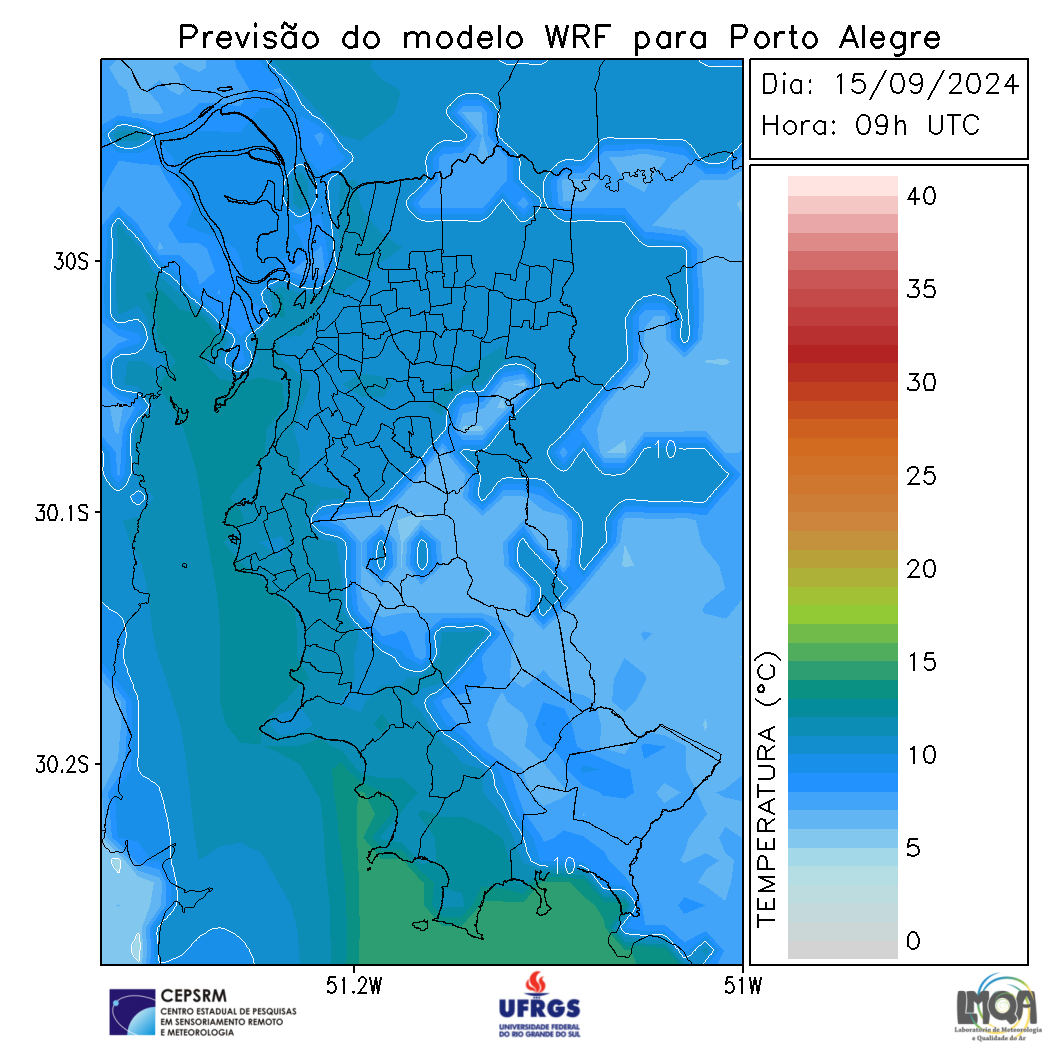 Previsão do modelo WRF para Porto Alegre
Dia: 15/09/2024
Hora: 09h UTC
30S
30.1S
30.2S
51.2W
51W
10
10
TEMPERATURA (°C)
40
35
30
25
20
15
10
5
0
CEPSRM
CENTRO ESTADUAL DE PESQUISAS
EM SENSORIAMENTO REMOTO
E METEOROLOGIA
UFRGS
UNIVERSIDADE FEDERAL
DO RIO GRANDE DO SUL
LMQA
Laboratório de Meteorologia
e Qualidade do Ar